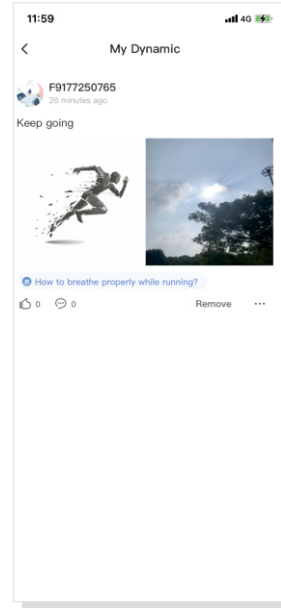 11:59
4G
My Dynamic
F9177250765
26 minutes ago
Keep going
How to breathe properly while running?
0 0 Remove ...